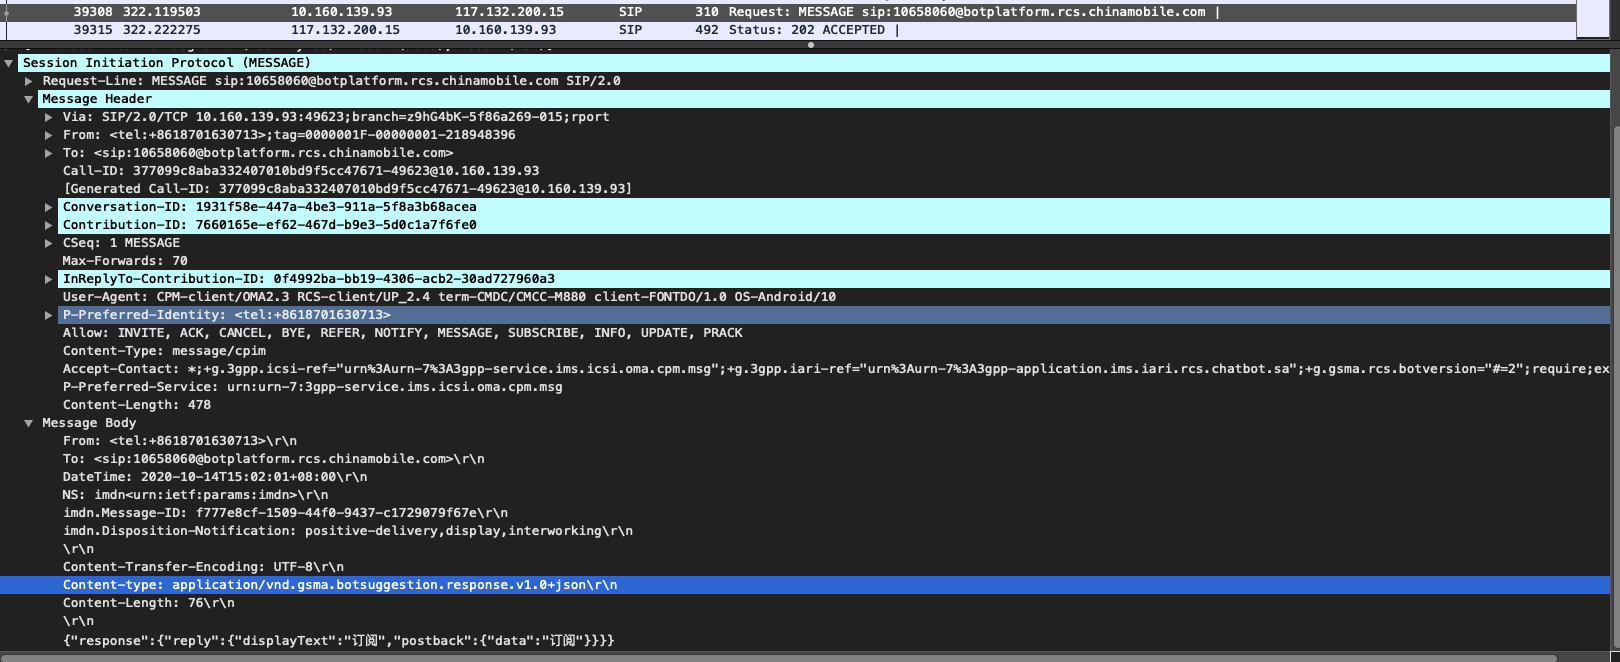 39308 322.119503 10.160.139.93 117.132.200.15 SIP 310 Request: MESSAGE sip:10658060@botplatform.rcs.chinamobile.com |
39315 322.222275 117.132.200.15 10.160.139.93 SIP 492 Status: 202 ACCEPTED |
Session Initiation Protocol (MESSAGE)
Request-Line: MESSAGE sip:10658060@botplatform.rcs.chinamobile.com SIP/2.0
Message Header
Via: SIP/2.0/TCP 10.160.139.93:49623;branch=z9hG4bK-5f86a269-015;rport
From: <tel:+8618701630713>;tag=0000001F-00000001-218948396
To: <sip:10658060@botplatform.rcs.chinamobile.com>
Call-ID: 377099c8aba332407010bd9f5cc47671-49623@10.160.139.93
[Generated Call-ID: 377099c8aba332407010bd9f5cc47671-49623@10.160.139.93]
Conversation-ID: 1931f58e-447a-4be3-911a-5f8a3b68acea
Contribution-ID: 7660165e-ef62-467d-b9e3-5d0c1a7f6fe0
CSeq: 1 MESSAGE
Max-Forwards: 70
InReplyTo-Contribution-ID: 0f4992ba-bb19-4306-acb2-30ad727960a3
User-Agent: CPM-client/OMA2.3 RCS-client/UP_2.4 term-CMDC/CMCC-M880 client-FONTDO/1.0 OS-Android/10
P-Preferred-Identity: <tel:+8618701630713>
Allow: INVITE, ACK, CANCEL, BYE, REFER, NOTIFY, MESSAGE, SUBSCRIBE, INFO, UPDATE, PRACK
Content-Type: message/cpim
Accept-Contact: *;+g.3gpp.icsi-ref="urn%3Aurn-7%3A3gpp-service.ims.icsi.oma.cpm.msg";+g.3gpp.iari-ref="urn%3Aurn-7%3A3gpp-application.ims.iari.rcs.chatbot.sa";+g.gsma.rcs.botversion="#=2";require;ex
P-Preferred-Service: urn:urn-7:3gpp-service.ims.icsi.oma.cpm.msg
Content-Length: 478
Message Body
From: <tel:+8618701630713>\r\n
To: <sip:10658060@botplatform.rcs.chinamobile.com>\r\n
DateTime: 2020-10-14T15:02:01+08:00\r\n
NS: imdn<urn:ietf:params:imdn>\r\n
imdn.Message-ID: f777e8cf-1509-44f0-9437-c1729079f67e\r\n
imdn.Disposition-Notification: positive-delivery,display,interworking\r\n
\r\n
Content-Transfer-Encoding: UTF-8\r\n
Content-type: application/vnd.gsma.botsuggestion.response.v1.0+json\r\n
Content-Length: 76\r\n
\r\n
{"response":{"reply":{"displayText":"订阅","postback":{"data":"订阅"}}}}